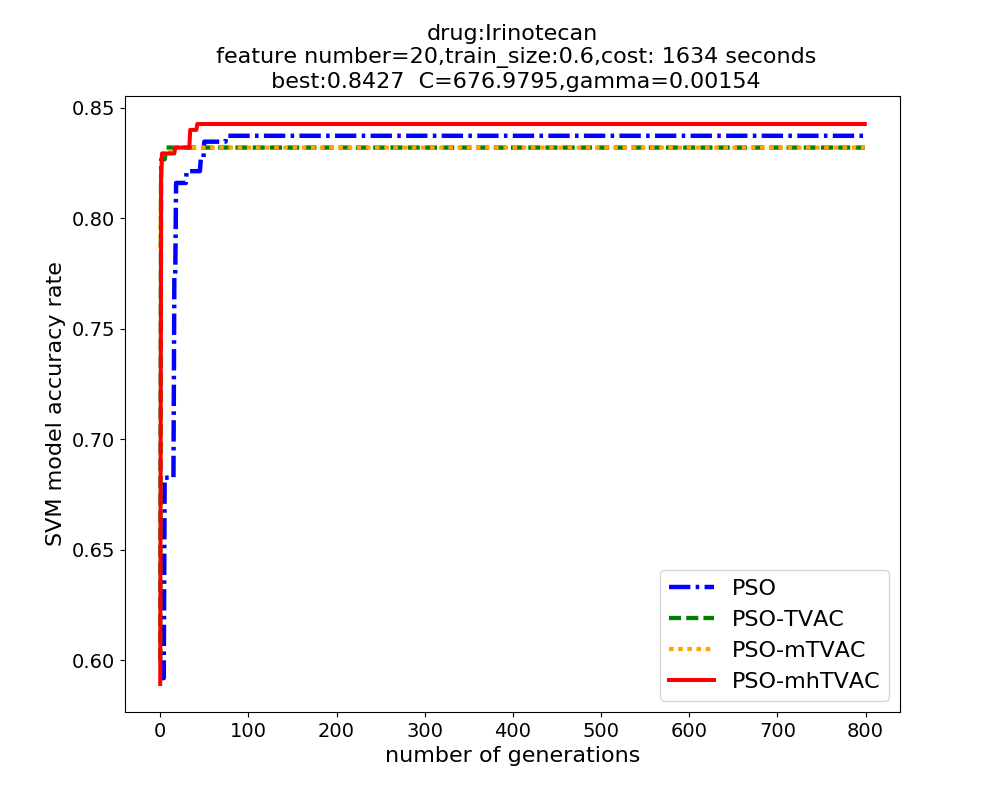 drug:Irinotecan
feature number=20,train_size:0.6,cost: 1634 seconds
best:0.8427  C=676.9795,gamma=0.00154
SVM model accuracy rate
0.85
0.80
0.75
0.70
0.65
0.60
PSO
PSO-TVAC
PSO-mTVAC
PSO-mhTVAC
0 100 200 300 400 500 600 700 800
number of generations